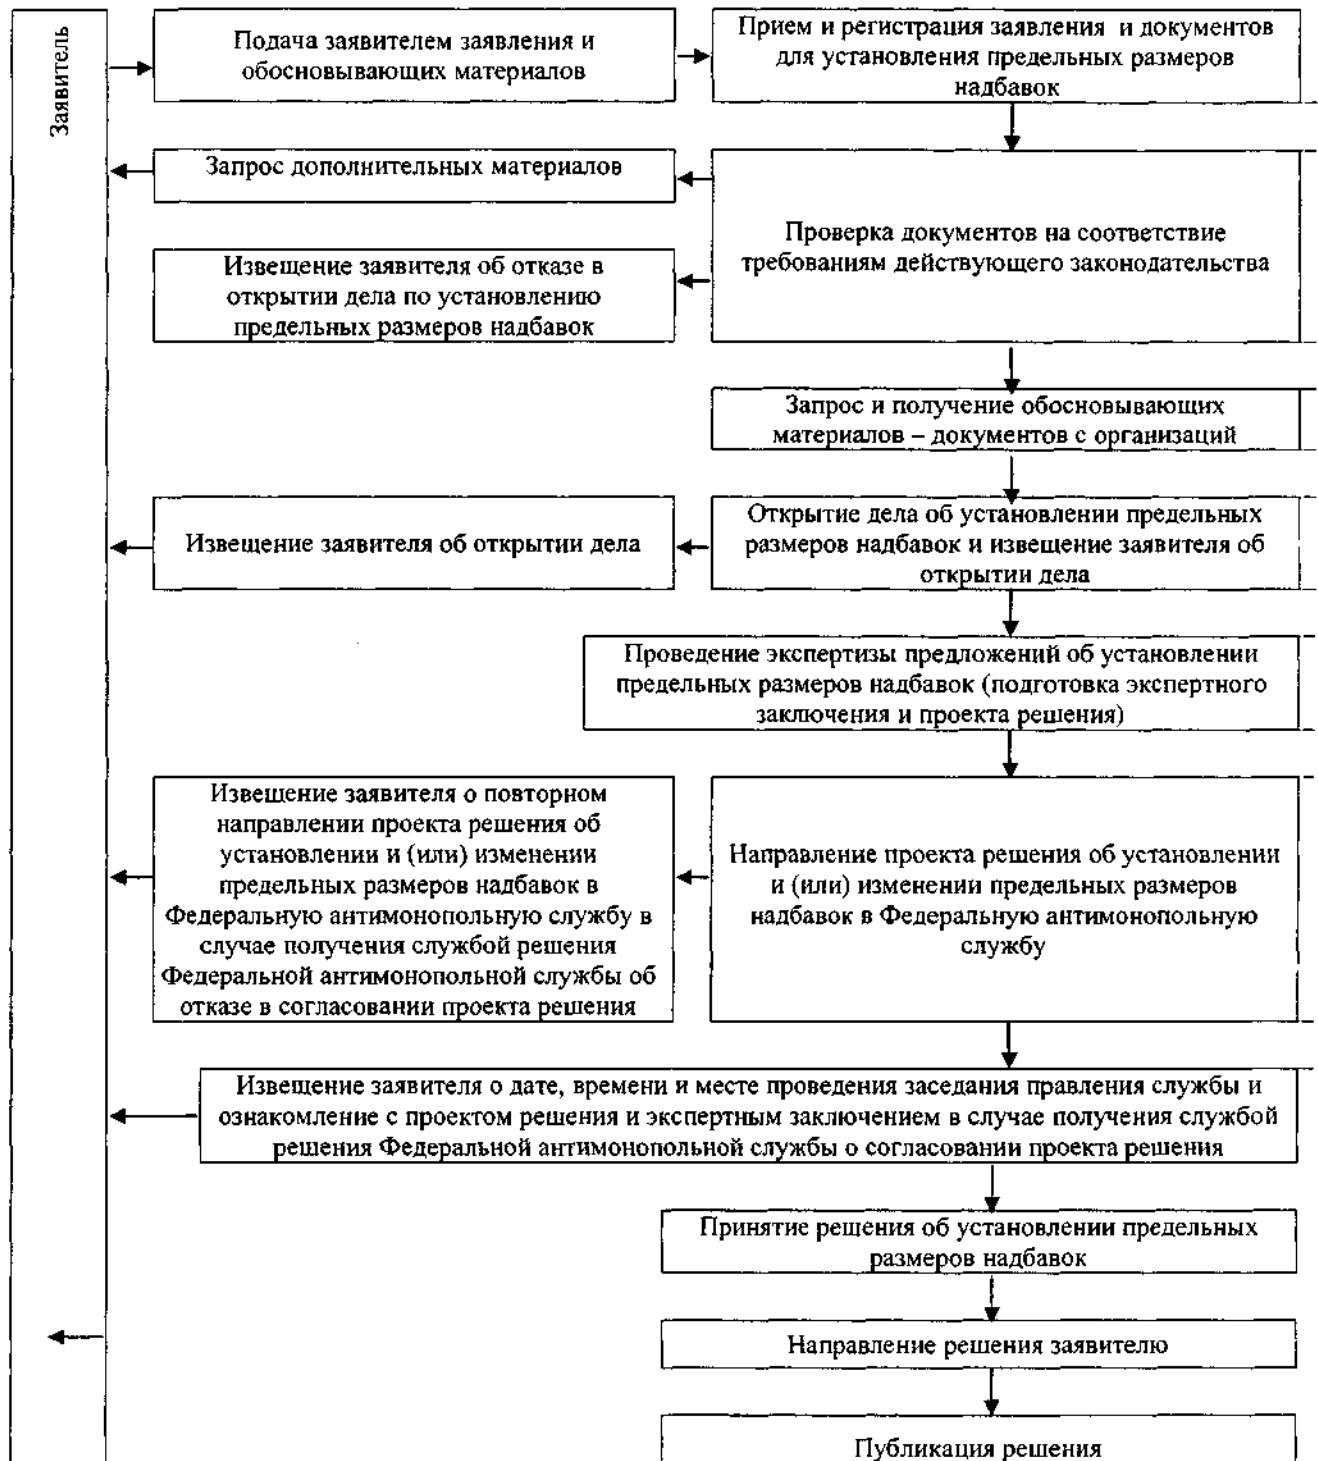 Заявитель
Подача заявителем заявления и
обосновывающих материалов
Прием и регистрация заявления и документов
для установления предельных размеров
надбавок
Запрос дополнительных материалов
Проверка документов на соответствие
требованиям действующего законодательства
Извещение заявителя об отказе в
открытии дела по установлению
предельных размеров надбавок
Запрос и получение обосновывающих
материалов – документов с организаций
Извещение заявителя об открытии дела
Открытие дела об установлении предельных
размеров надбавок и извещение заявителя об
открытии дела
Проведение экспертизы предложений об установлении
предельных размеров надбавок (подготовка экспертного
заключения и проекта решения)
Извещение заявителя о повторном
направлении проекта решения об
установлении и (или) изменении
предельных размеров надбавок в
Федеральную антимонопольную службу в
случае получения службой решения
Федеральной антимонопольной службы об
отказе в согласовании проекта решения
Направление проекта решения об установлении
и (или) изменении предельных размеров
надбавок в Федеральную антимонопольную
службу
Извещение заявителя о дате, времени и месте проведения заседания правления службы и
ознакомление с проектом решения и экспертным заключением в случае получения службой
решения Федеральной антимонопольной службы о согласовании проекта решения
Принятие решения об установлении предельных
размеров надбавок
Направление решения заявителю
Публикация решения